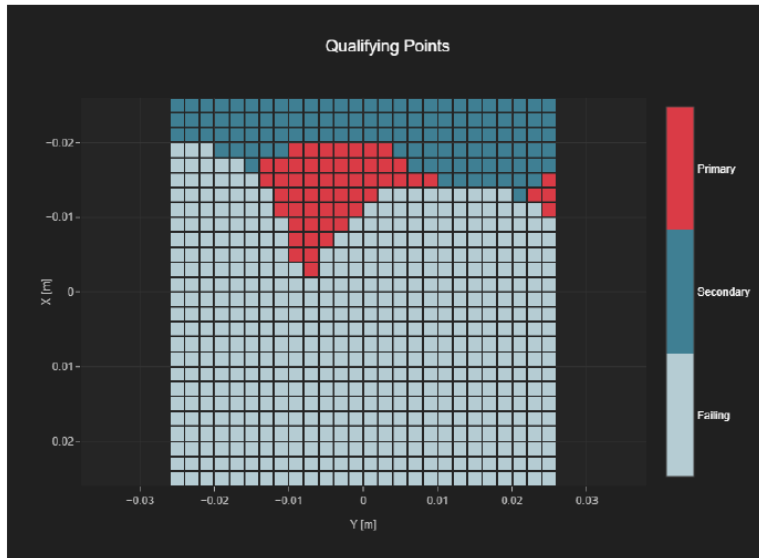 Qualifying Points
−0.02
−0.01
0
0.01
0.02
X [m]
−0.03
−0.02
−0.01
0
0.01
0.02
0.03
Y [m]
Primary
Secondary
Failing